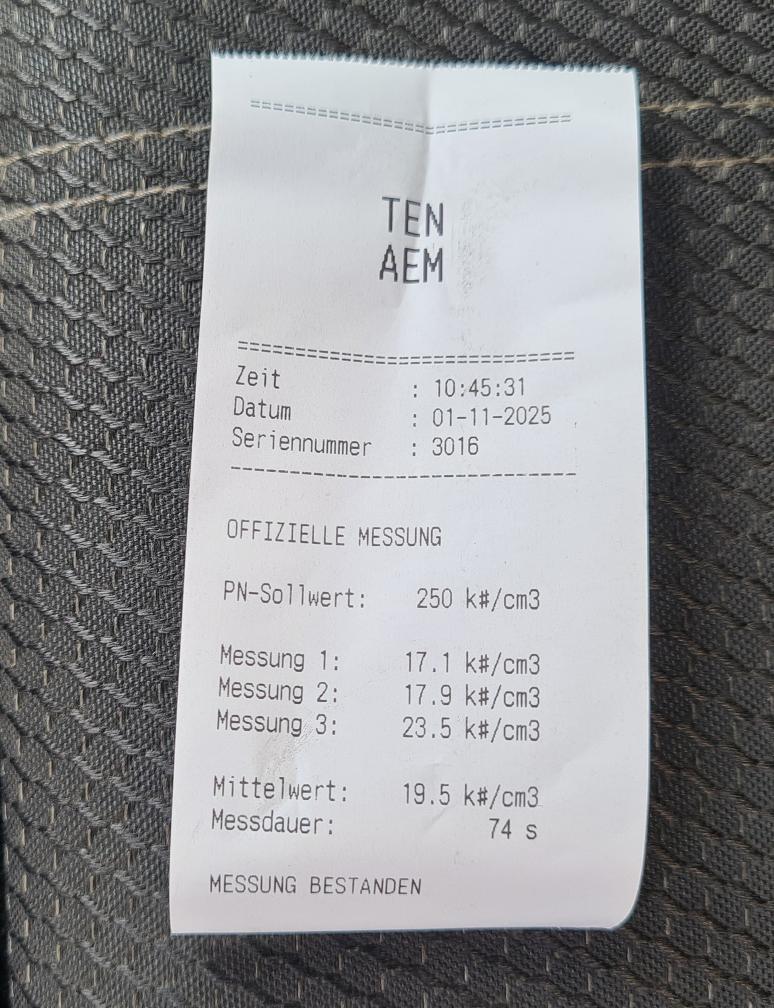 ================================
TEN
AEM
===================================
Zeit : 10:45:31
Datum : 01-11-2025
Seriennummer : 3016
-----------------------------------
OFFIZIELLE MESSUNG
PN-Sollwert: 250 k#/cm3
Messung 1: 17.1 k#/cm3
Messung 2: 17.9 k#/cm3
Messung 3: 23.5 k#/cm3
Mittelwert: 19.5 k#/cm3
Messdauer: 74 s
MESSUNG BESTANDEN